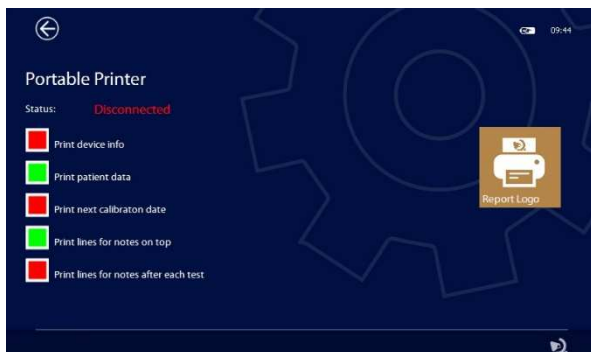 09:44
Portable Printer
Status: Disconnected
Print device info
Print patient data
Print next calibraton date
Print lines for notes on top
Print lines for notes after each test
Report Logo